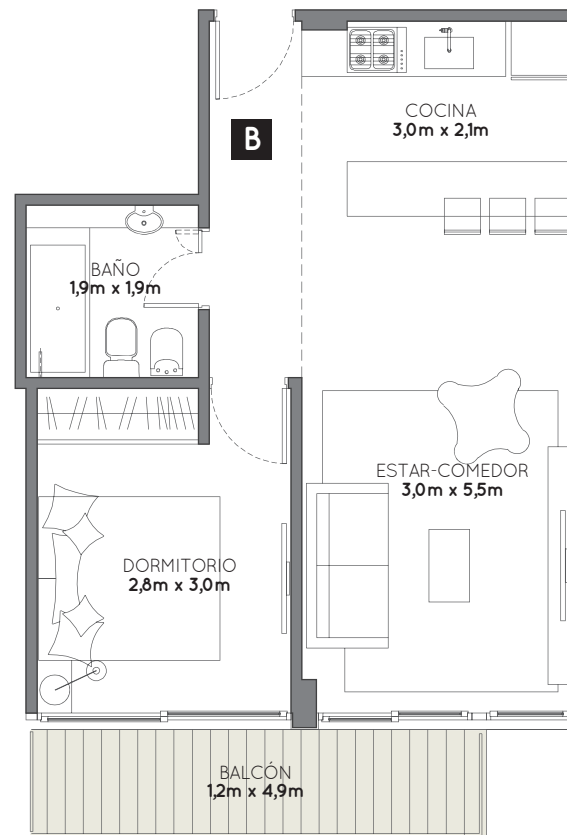 COCINA
3,0m x 2,1m
B
BAÑO
1,9m x 1,9m
ESTAR-COMEDOR
3,0m x 5,5m
DORMITORIO
2,8m x 3,0m
BALCÓN
1,2m x 4,9m